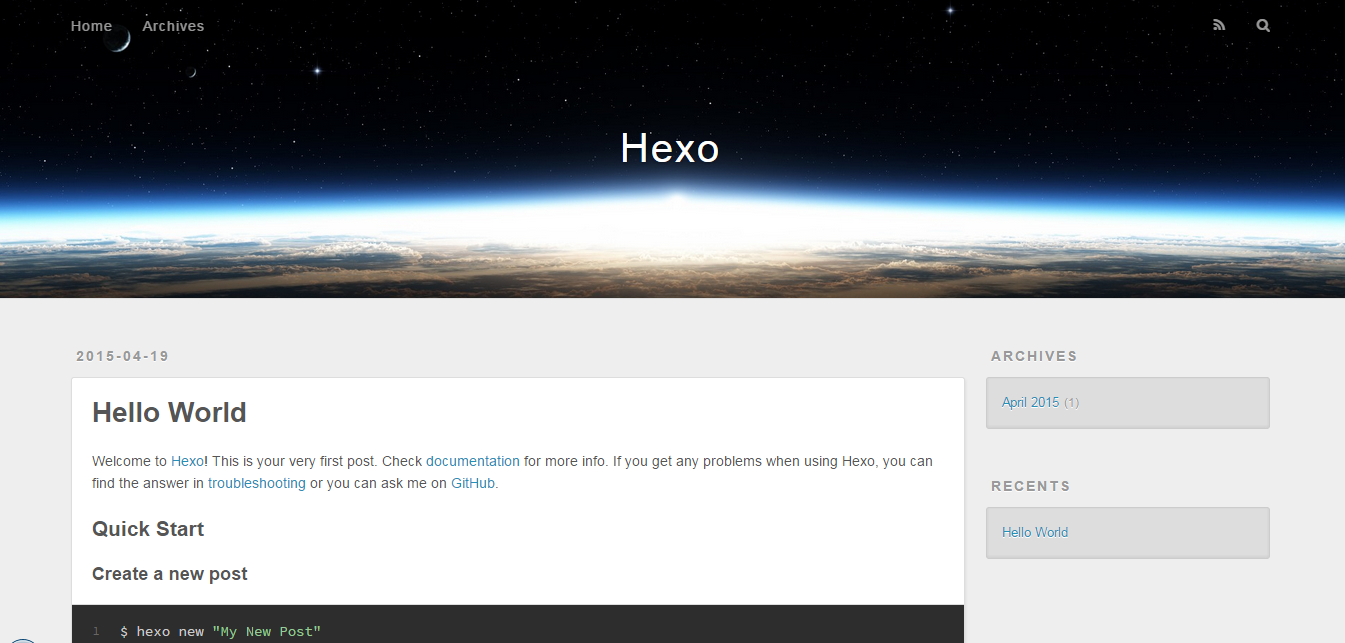 Home Archives
Hexo
2015-04-19
Hello World
Welcome to Hexo! This is your very first post. Check documentation for more info. If you get any problems when using Hexo, you can
find the answer in troubleshooting or you can ask me on GitHub.
Quick Start
Create a new post
1 $ hexo new "My New Post"
ARCHIVES
April 2015 (1)
RECENTS
Hello World